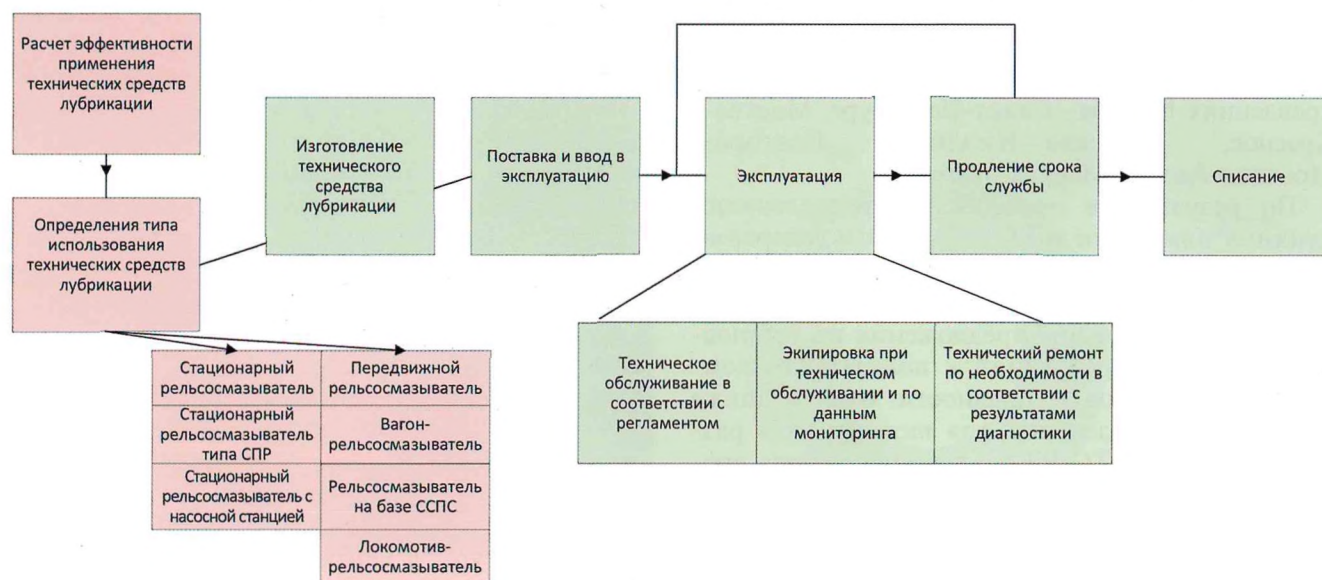 Расчет эффективности
применения
технических средств
лубрикации
Определения типа
использования
технических средств
лубрикации
Изготовление
технического
средства
лубрикации
Поставка и ввод в
эксплуатацию
Эксплуатация
Продление срока
службы
Списание
Стационарный
рельсосмазыватель
Стационарный
рельсосмазыватель
типа СПР
Стационарный
рельсосмазыватель с
насосной станцией
Передвижной
рельсосмазыватель
Вагон-
рельсосмазыватель
Рельсосмазыватель
на базе ССПС
Локомотив-
рельсосмазыватель
Техническое
обслуживание в
соответствии с
регламентом
Экипировка при
техническом
обслуживании и по
данным
мониторинга
Технический ремонт
по необходимости в
соответствии с
результатами
диагностики